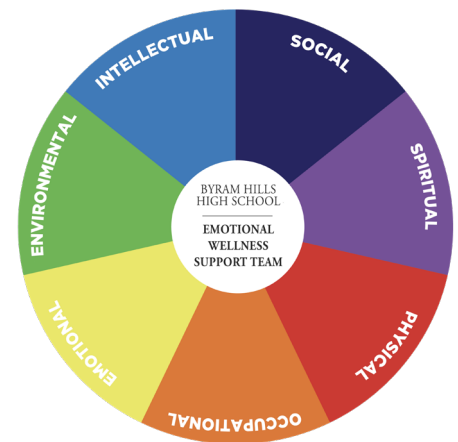 INTELLECTUAL
SOCIAL
SPIRITUAL
PHYSICAL
OCCUPATIONAL
EMOTIONAL
ENVIRONMENTAL
BYRAM HILLS
HIGH SCHOOL
EMOTIONAL
WELLNESS
SUPPORT TEAM